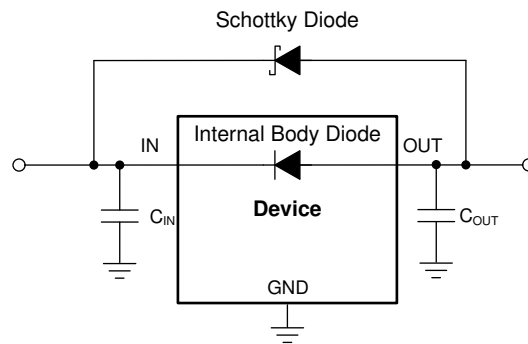 Schottky Diode
Internal Body Diode
IN
OUT
Device
CIN
COUT
GND